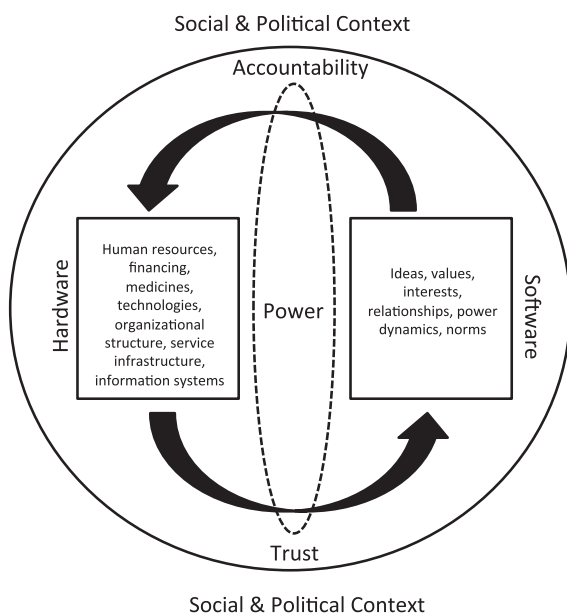 Social & Political Context
Accountability
Hardware
Human resources,
financing,
medicines,
technologies,
organizational
structure, service
infrastructure,
information systems
Power
Ideas, values,
interests,
relationships, power
dynamics, norms
Software
Trust
Social & Political Context